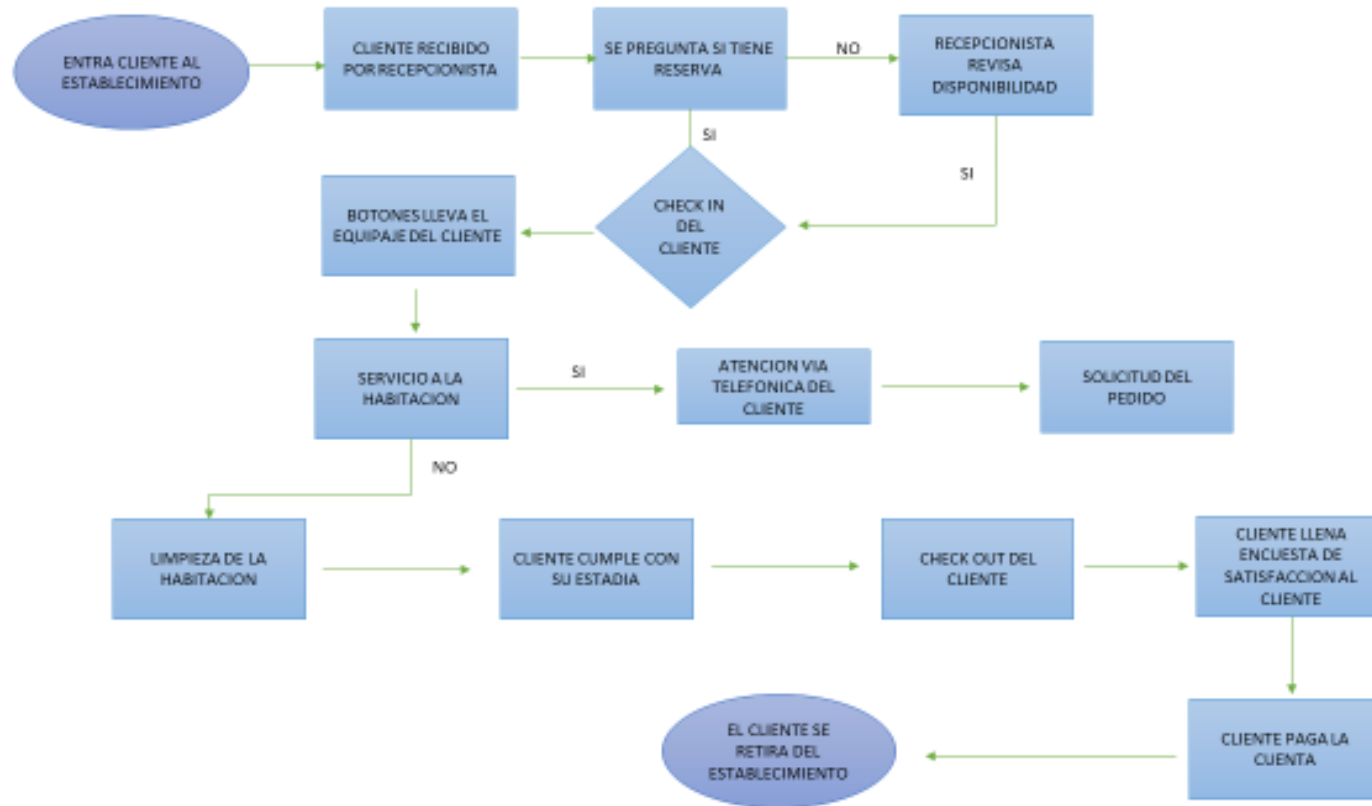 ENTRA CLIENTE AL
ESTABLECIMIENTO
CLIENTE RECIBIDO
POR RECEPCIONISTA
SE PREGUNTA SI TIENE
RESERVA
NO
RECEPCIONISTA
REVISA
DISPONIBILIDAD
SI
SI
CHECK IN
DEL
CLIENTE
BOTONES LLEVA EL
EQUIPAJE DEL CLIENTE
SERVICIO A LA
HABITACION
SI
ATENCION VIA
TELEFONICA DEL
CLIENTE
SOLICITUD DEL
PEDIDO
NO
LIMPIEZA DE LA
HABITACION
CLIENTE CUMPLE CON
SU ESTADIA
CHECK OUT DEL
CLIENTE
CLIENTE LLENA
ENCUESTA DE
SATISFACCION AL
CLIENTE
CLIENTE PAGA LA
CUENTA
EL CLIENTE SE
RETIRA DEL
ESTABLECIMIENTO